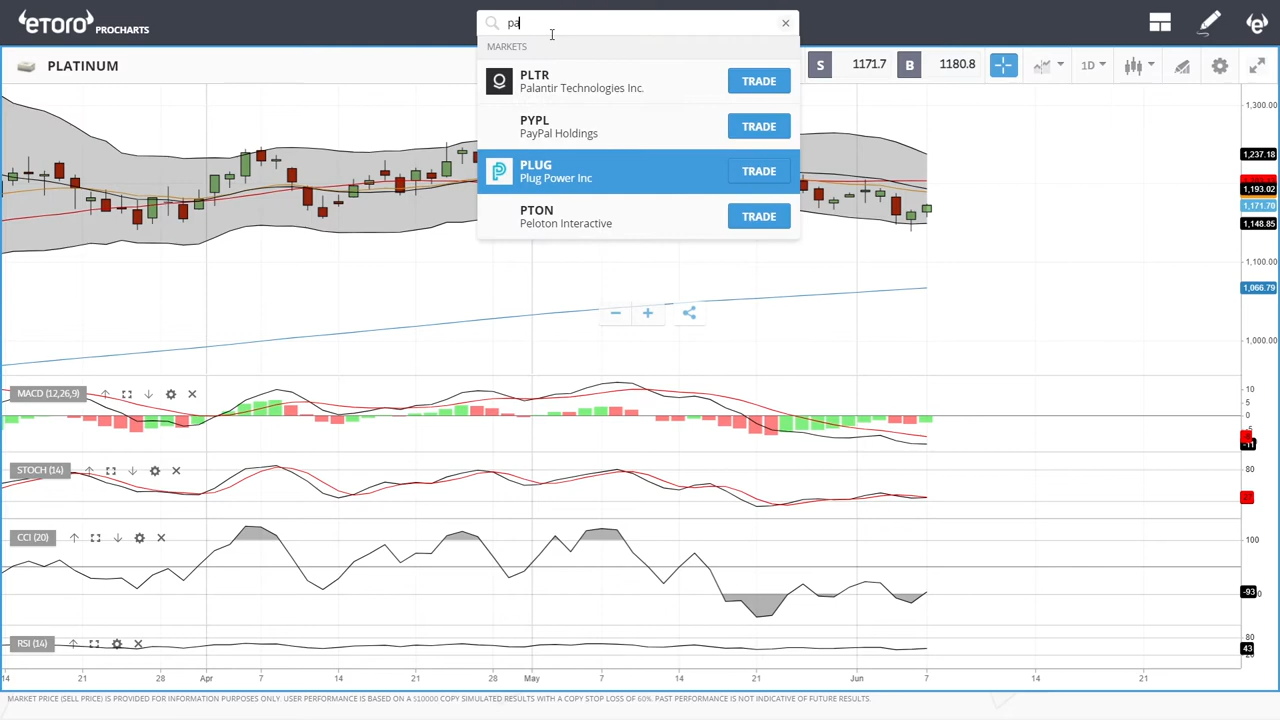 eToro PROCHARTS
pa
MARKETS
PLTR
Palantir Technologies Inc.
TRADE
PYPL
PayPal Holdings
TRADE
PLUG
Plug Power Inc
TRADE
PTON
Peloton Interactive
TRADE
PLATINUM
S 1171.7 B 1180.8 1D
1,300.00
1,237.18
1,193.02
1,171.70
1,148.85
1,100.00
1,066.79
1,000.00
MACD (12,26,9)
10
5
0
-11
STOCH (14)
80
CCI (20)
100
-93
RSI (14)
80
43
14 21 28 Apr 7 14 21 28 May 7 14 21 Jun 7 14 21
MARKET PRICE (SELL PRICE) IS PROVIDED FOR INFORMATION PURPOSES ONLY. USER PERFORMANCE IS BASED ON A $10000 COPY SIMULATED RESULTS WITH A COPY STOP LOSS OF 60%. PAST PERFORMANCE IS NOT INDICATIVE OF FUTURE RESULTS.